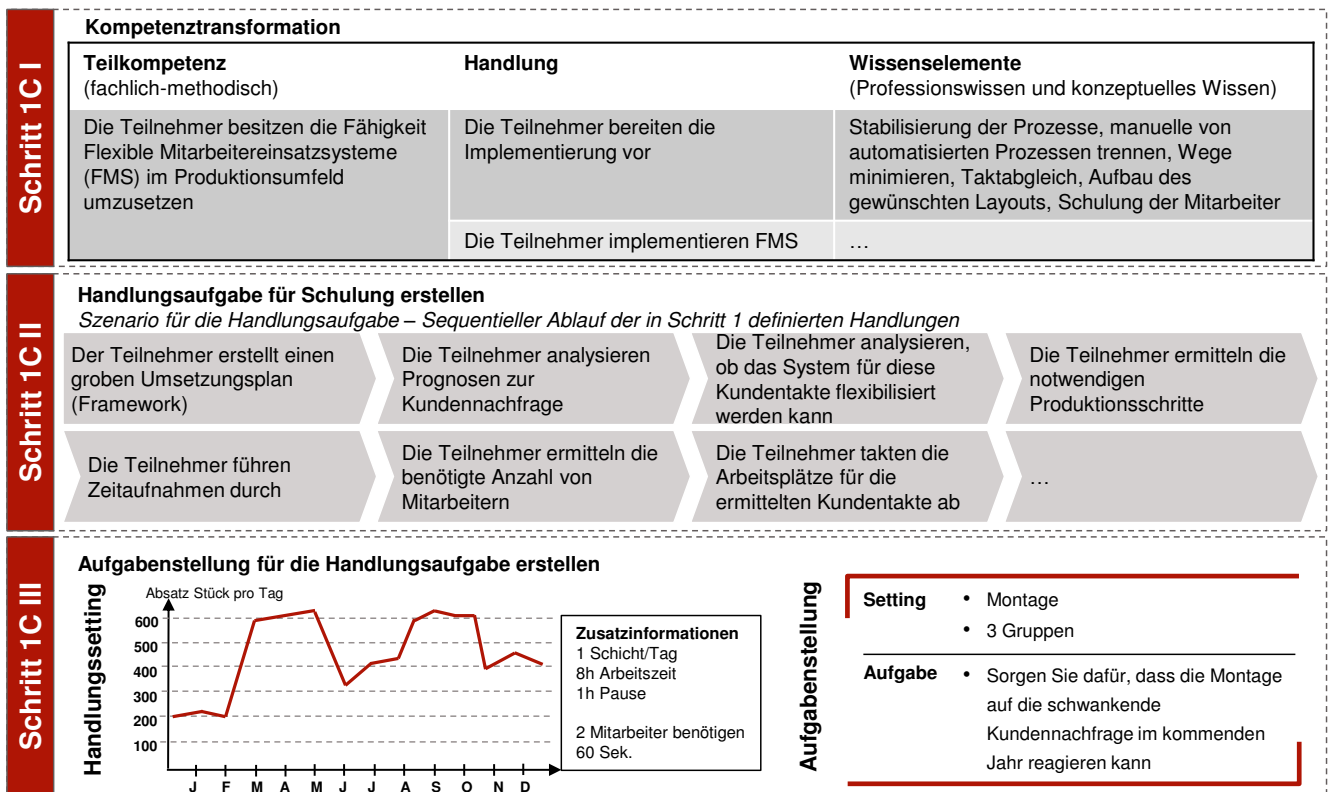 Schritt 1C I
Kompetenztransformation
Teilkompetenz
(fachlich-methodisch)
Handlung
Wissenselemente
(Professionswissen und konzeptuelles Wissen)
Die Teilnehmer besitzen die Fähigkeit
Flexible Mitarbeitereinsatzsysteme
(FMS) im Produktionsumfeld
umzusetzen
Die Teilnehmer bereiten die
Implementierung vor
Stabilisierung der Prozesse, manuelle von
automatisierten Prozessen trennen, Wege
minimieren, Taktabgleich, Aufbau des
gewünschten Layouts, Schulung der Mitarbeiter
Die Teilnehmer implementieren FMS
…
Schritt 1C II
Handlungsaufgabe für Schulung erstellen
Szenario für die Handlungsaufgabe – Sequentieller Ablauf der in Schritt 1 definierten Handlungen
Der Teilnehmer erstellt einen
groben Umsetzungsplan
(Framework)
Die Teilnehmer analysieren
Prognosen zur
Kundennachfrage
Die Teilnehmer analysieren,
ob das System für diese
Kundentakte flexibilisiert
werden kann
Die Teilnehmer ermitteln die
notwendigen
Produktionsschritte
Die Teilnehmer führen
Zeitaufnahmen durch
Die Teilnehmer ermitteln die
benötigte Anzahl von
Mitarbeitern
Die Teilnehmer takten die
Arbeitsplätze für die
ermittelten Kundentakte ab
…
Schritt 1C III
Aufgabenstellung für die Handlungsaufgabe erstellen
Handlungssetting
Absatz Stück pro Tag
600
500
400
300
200
100
J F M A M J J A S O N D
Zusatzinformationen
1 Schicht/Tag
8h Arbeitszeit
1h Pause
2 Mitarbeiter benötigen
60 Sek.
Aufgabenstellung
Setting
• Montage
• 3 Gruppen
Aufgabe
• Sorgen Sie dafür, dass die Montage
auf die schwankende
Kundennachfrage im kommenden
Jahr reagieren kann